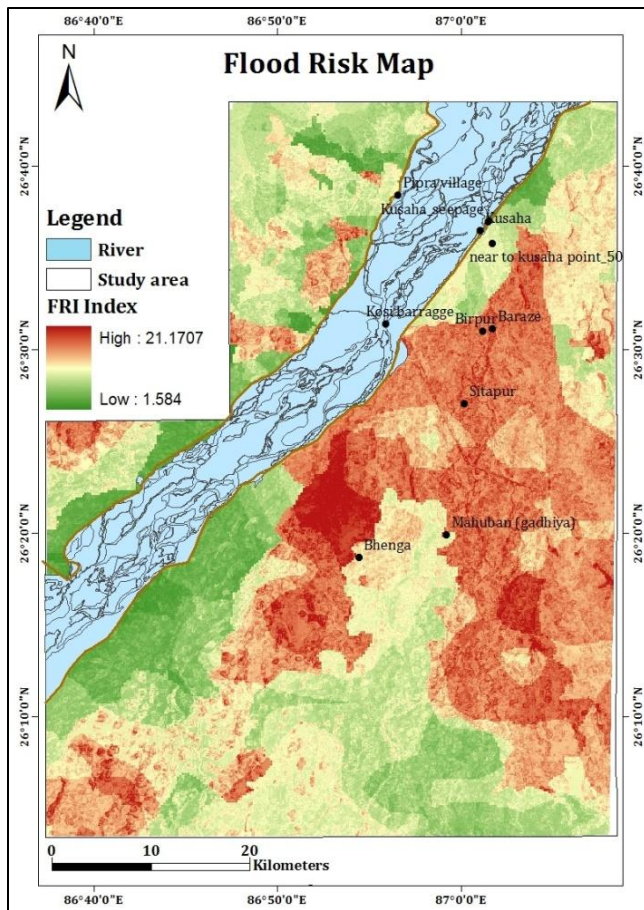 86°40'0"E 86°50'0"E 87°0'0"E
N
Flood Risk Map
26°40'0"N 26°40'0"N
Pipra village
Kusaha_seepage
Kusaha
near to kusaha point_50
Legend
River
Study area
FRI Index
High : 21.1707
Low : 1.584
Kosi barragge
Birpur Baraze
26°30'0"N 26°30'0"N
Sitapur
Mahuban (gadhiya)
26°20'0"N 26°20'0"N
Bhenga
26°10'0"N 26°10'0"N
0 10 20
Kilometers
86°40'0"E 86°50'0"E 87°0'0"E